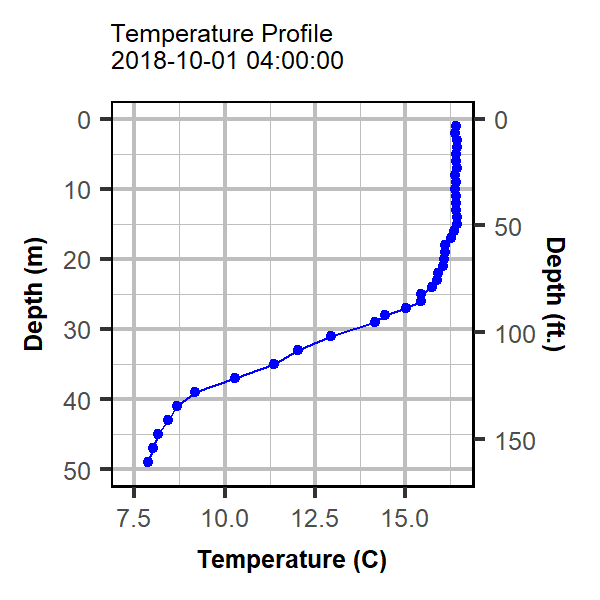 Temperature Profile
2018-10-01 04:00:00
0
10
20
30
40
50
Depth (m)
0
50
100
150
Depth (ft.)
7.5 10.0 12.5 15.0
Temperature (C)